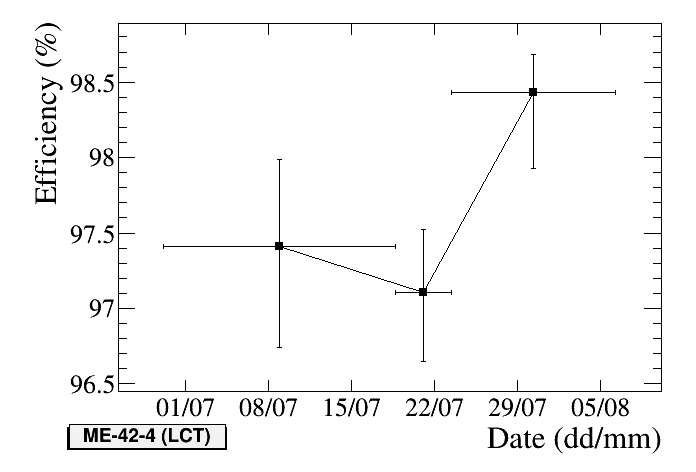 Efficiency (%)
98.5
98
97.5
97
96.5
01/07 08/07 15/07 22/07 29/07 05/08
ME-42-4 (LCT)
Date (dd/mm)